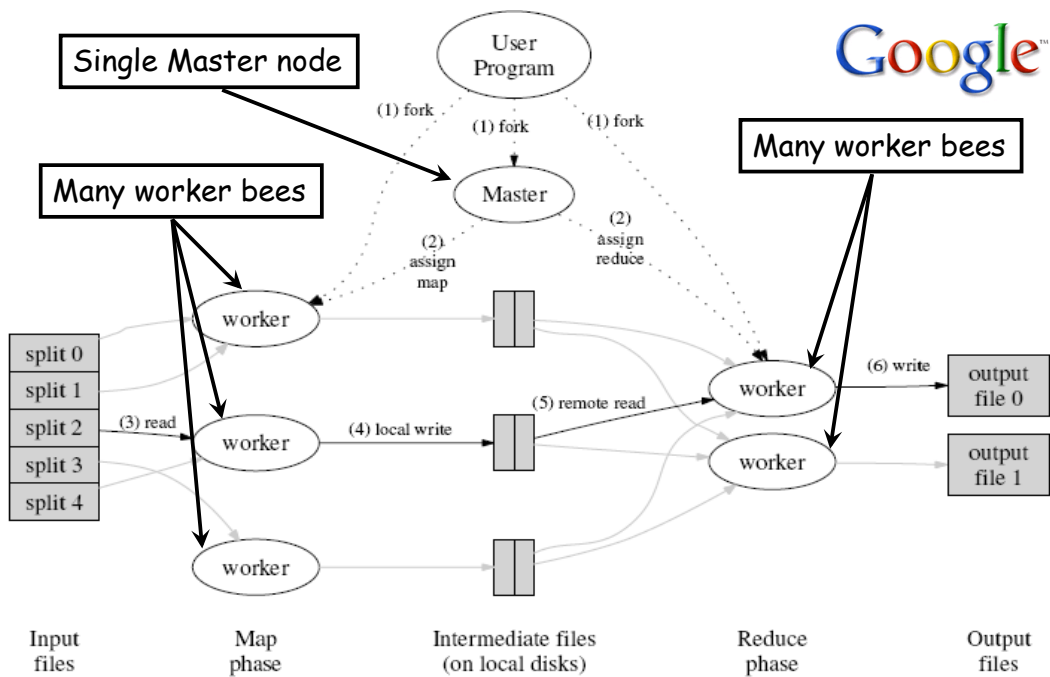 User
Program
Google™
Single Master node
(1) fork
(1) fork
(1) fork
Many worker bees
Many worker bees
Master
(2)
assign
map
(2)
assign
reduce
worker
split 0
split 1
split 2
split 3
split 4
(3) read
worker
(4) local write
(5) remote read
worker
(6) write
output
file 0
worker
output
file 1
worker
Input
files
Map
phase
Intermediate files
(on local disks)
Reduce
phase
Output
files